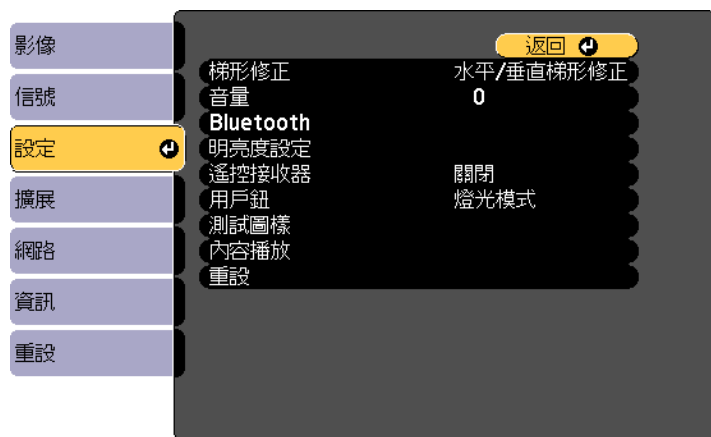 影像
信號
設定
擴展
網路
資訊
重設
返回
梯形修正 水平/垂直梯形修正
音量 0
Bluetooth
明亮度設定
遙控接收器 關閉
用戶鈕 燈光模式
測試圖樣
內容播放
重設